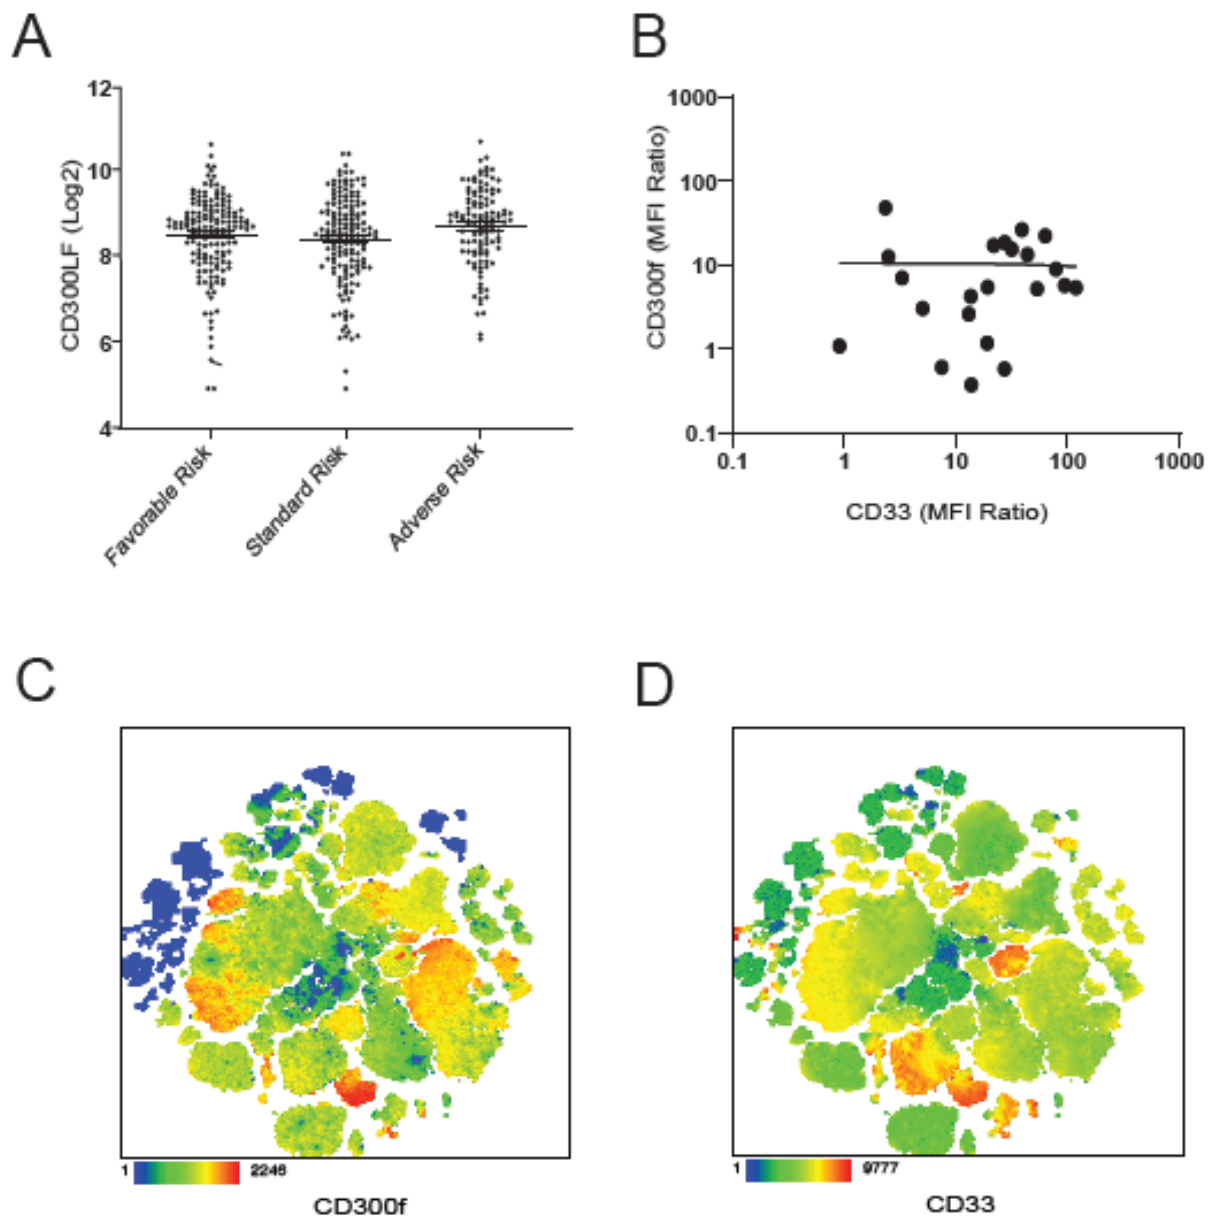 A
12
10
8
6
4
CD300LF (Log2)
Favorable Risk
Standard Risk
Adverse Risk
B
1000
100
10
1
0.1
CD300f (MFI Ratio)
0.1 1 10 100 1000
CD33 (MFI Ratio)
C
1 2246
CD300f
D
1 9777
CD33